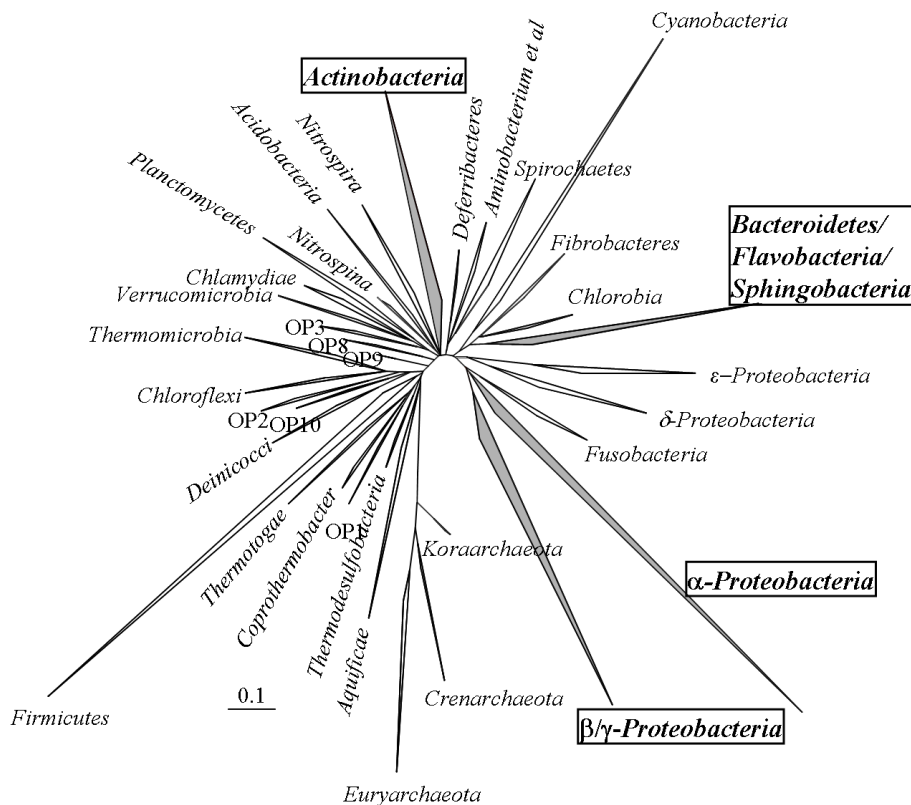 Cyanobacteria
Actinobacteria
Aminobacterium et al
Deferribacteres
Nitrospira
Acidobacteria
Spirochaetes
Planctomycetes
Bacteroidetes/
Flavobacteria/
Sphingobacteria
Fibrobacteres
Nitrospina
Chlamydiae
Verrucomicrobia
Chlorobia
OP3
Thermomicrobia
OP8
OP9
ε–Proteobacteria
Chloroflexi
OP2
OP10
δ-Proteobacteria
Deinicocci
Fusobacteria
Thermotogae
Coprothermobacter
OP1
Thermodesulfobacteria
Koraarchaeota
α-Proteobacteria
Aquificae
Crenarchaeota
0.1
Firmicutes
β/γ-Proteobacteria
Euryarchaeota